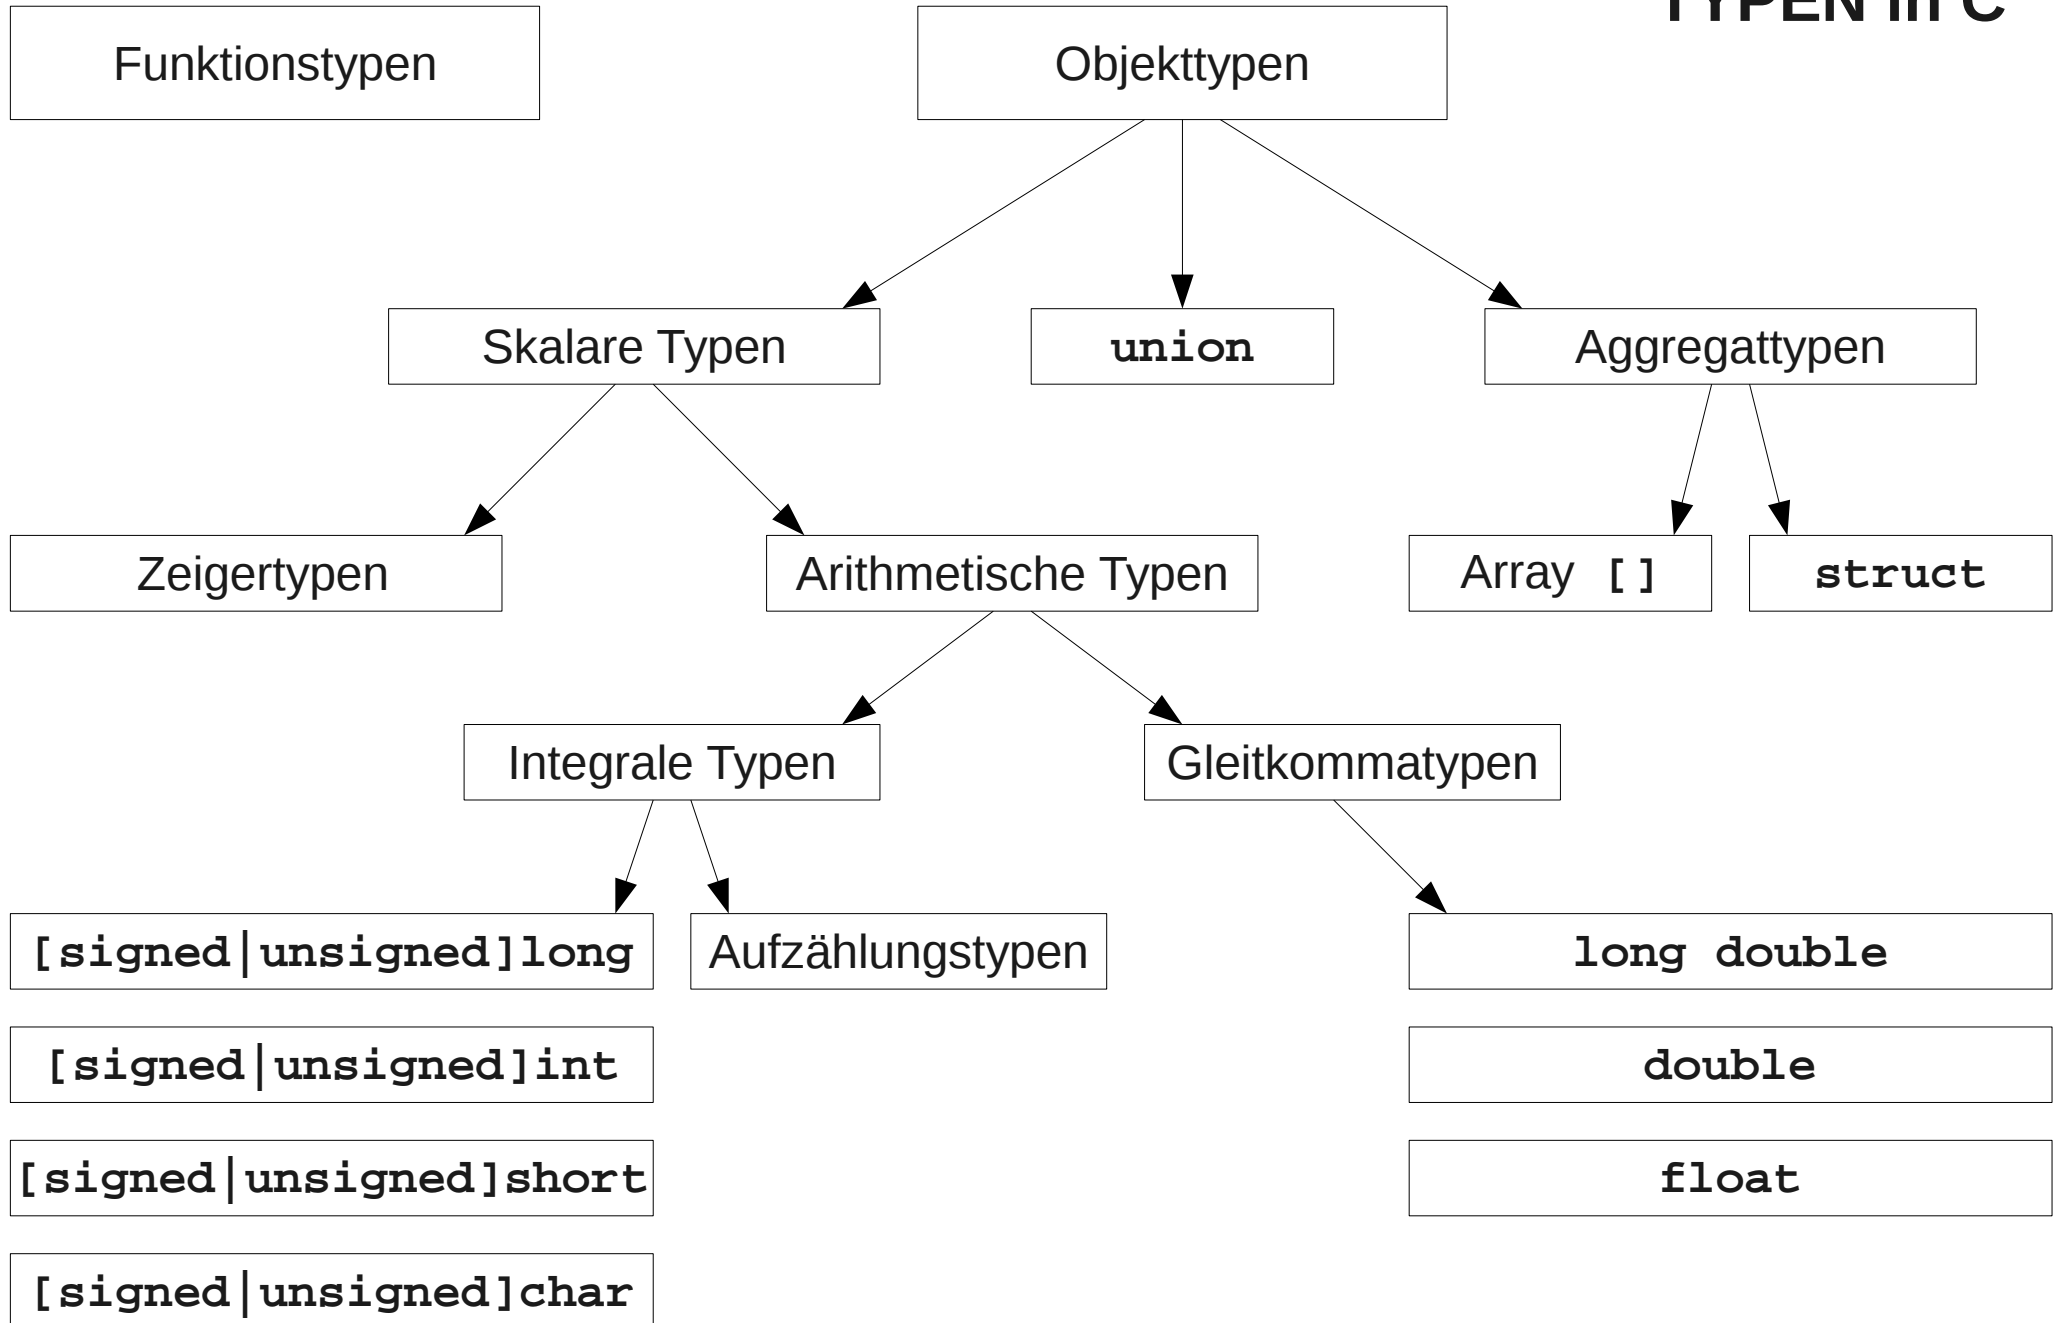 TYPEN in C
Funktionstypen
Objekttypen
Skalare Typen
union
Aggregattypen
Zeigertypen
Arithmetische Typen
Array []
struct
Integrale Typen
Gleitkommatypen
[signed|unsigned]long
Aufzählungstypen
long double
[signed|unsigned]int
double
[signed|unsigned]short
float
[signed|unsigned]char